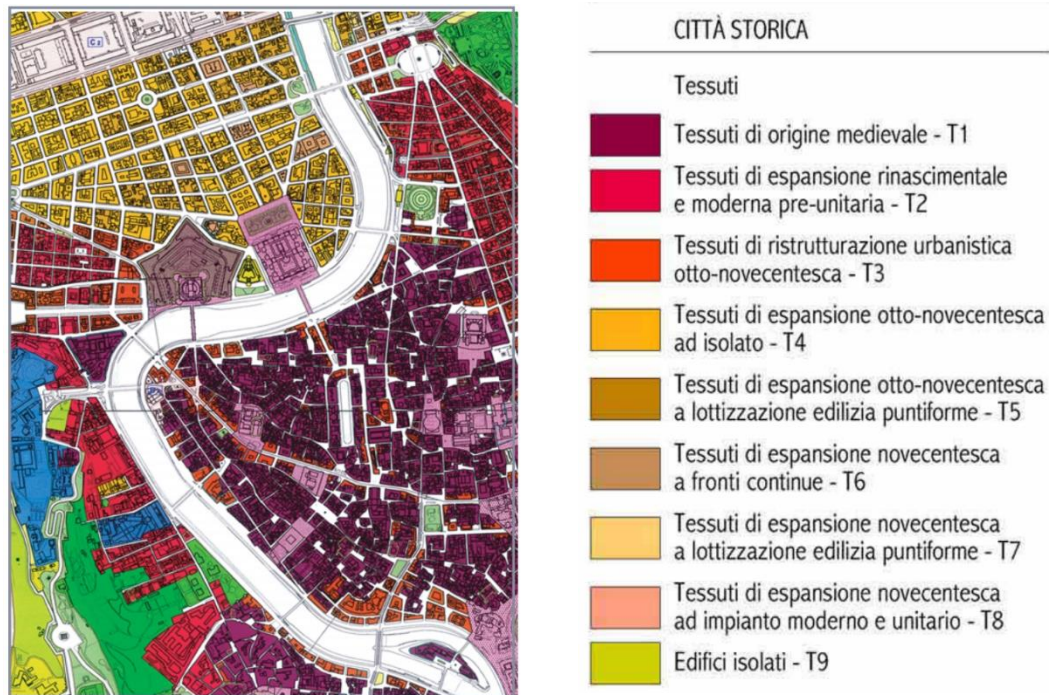 CITTÀ STORICA
Tessuti
Tessuti di origine medievale - T1
Tessuti di espansione rinascimentale
e moderna pre-unitaria - T2
Tessuti di ristrutturazione urbanistica
otto-novecentesca - T3
Tessuti di espansione otto-novecentesca
ad isolato - T4
Tessuti di espansione otto-novecentesca
a lottizzazione edilizia puntiforme - T5
Tessuti di espansione novecentesca
a fronti continue - T6
Tessuti di espansione novecentesca
a lottizzazione edilizia puntiforme - T7
Tessuti di espansione novecentesca
ad impianto moderno e unitario - T8
Edifici isolati - T9